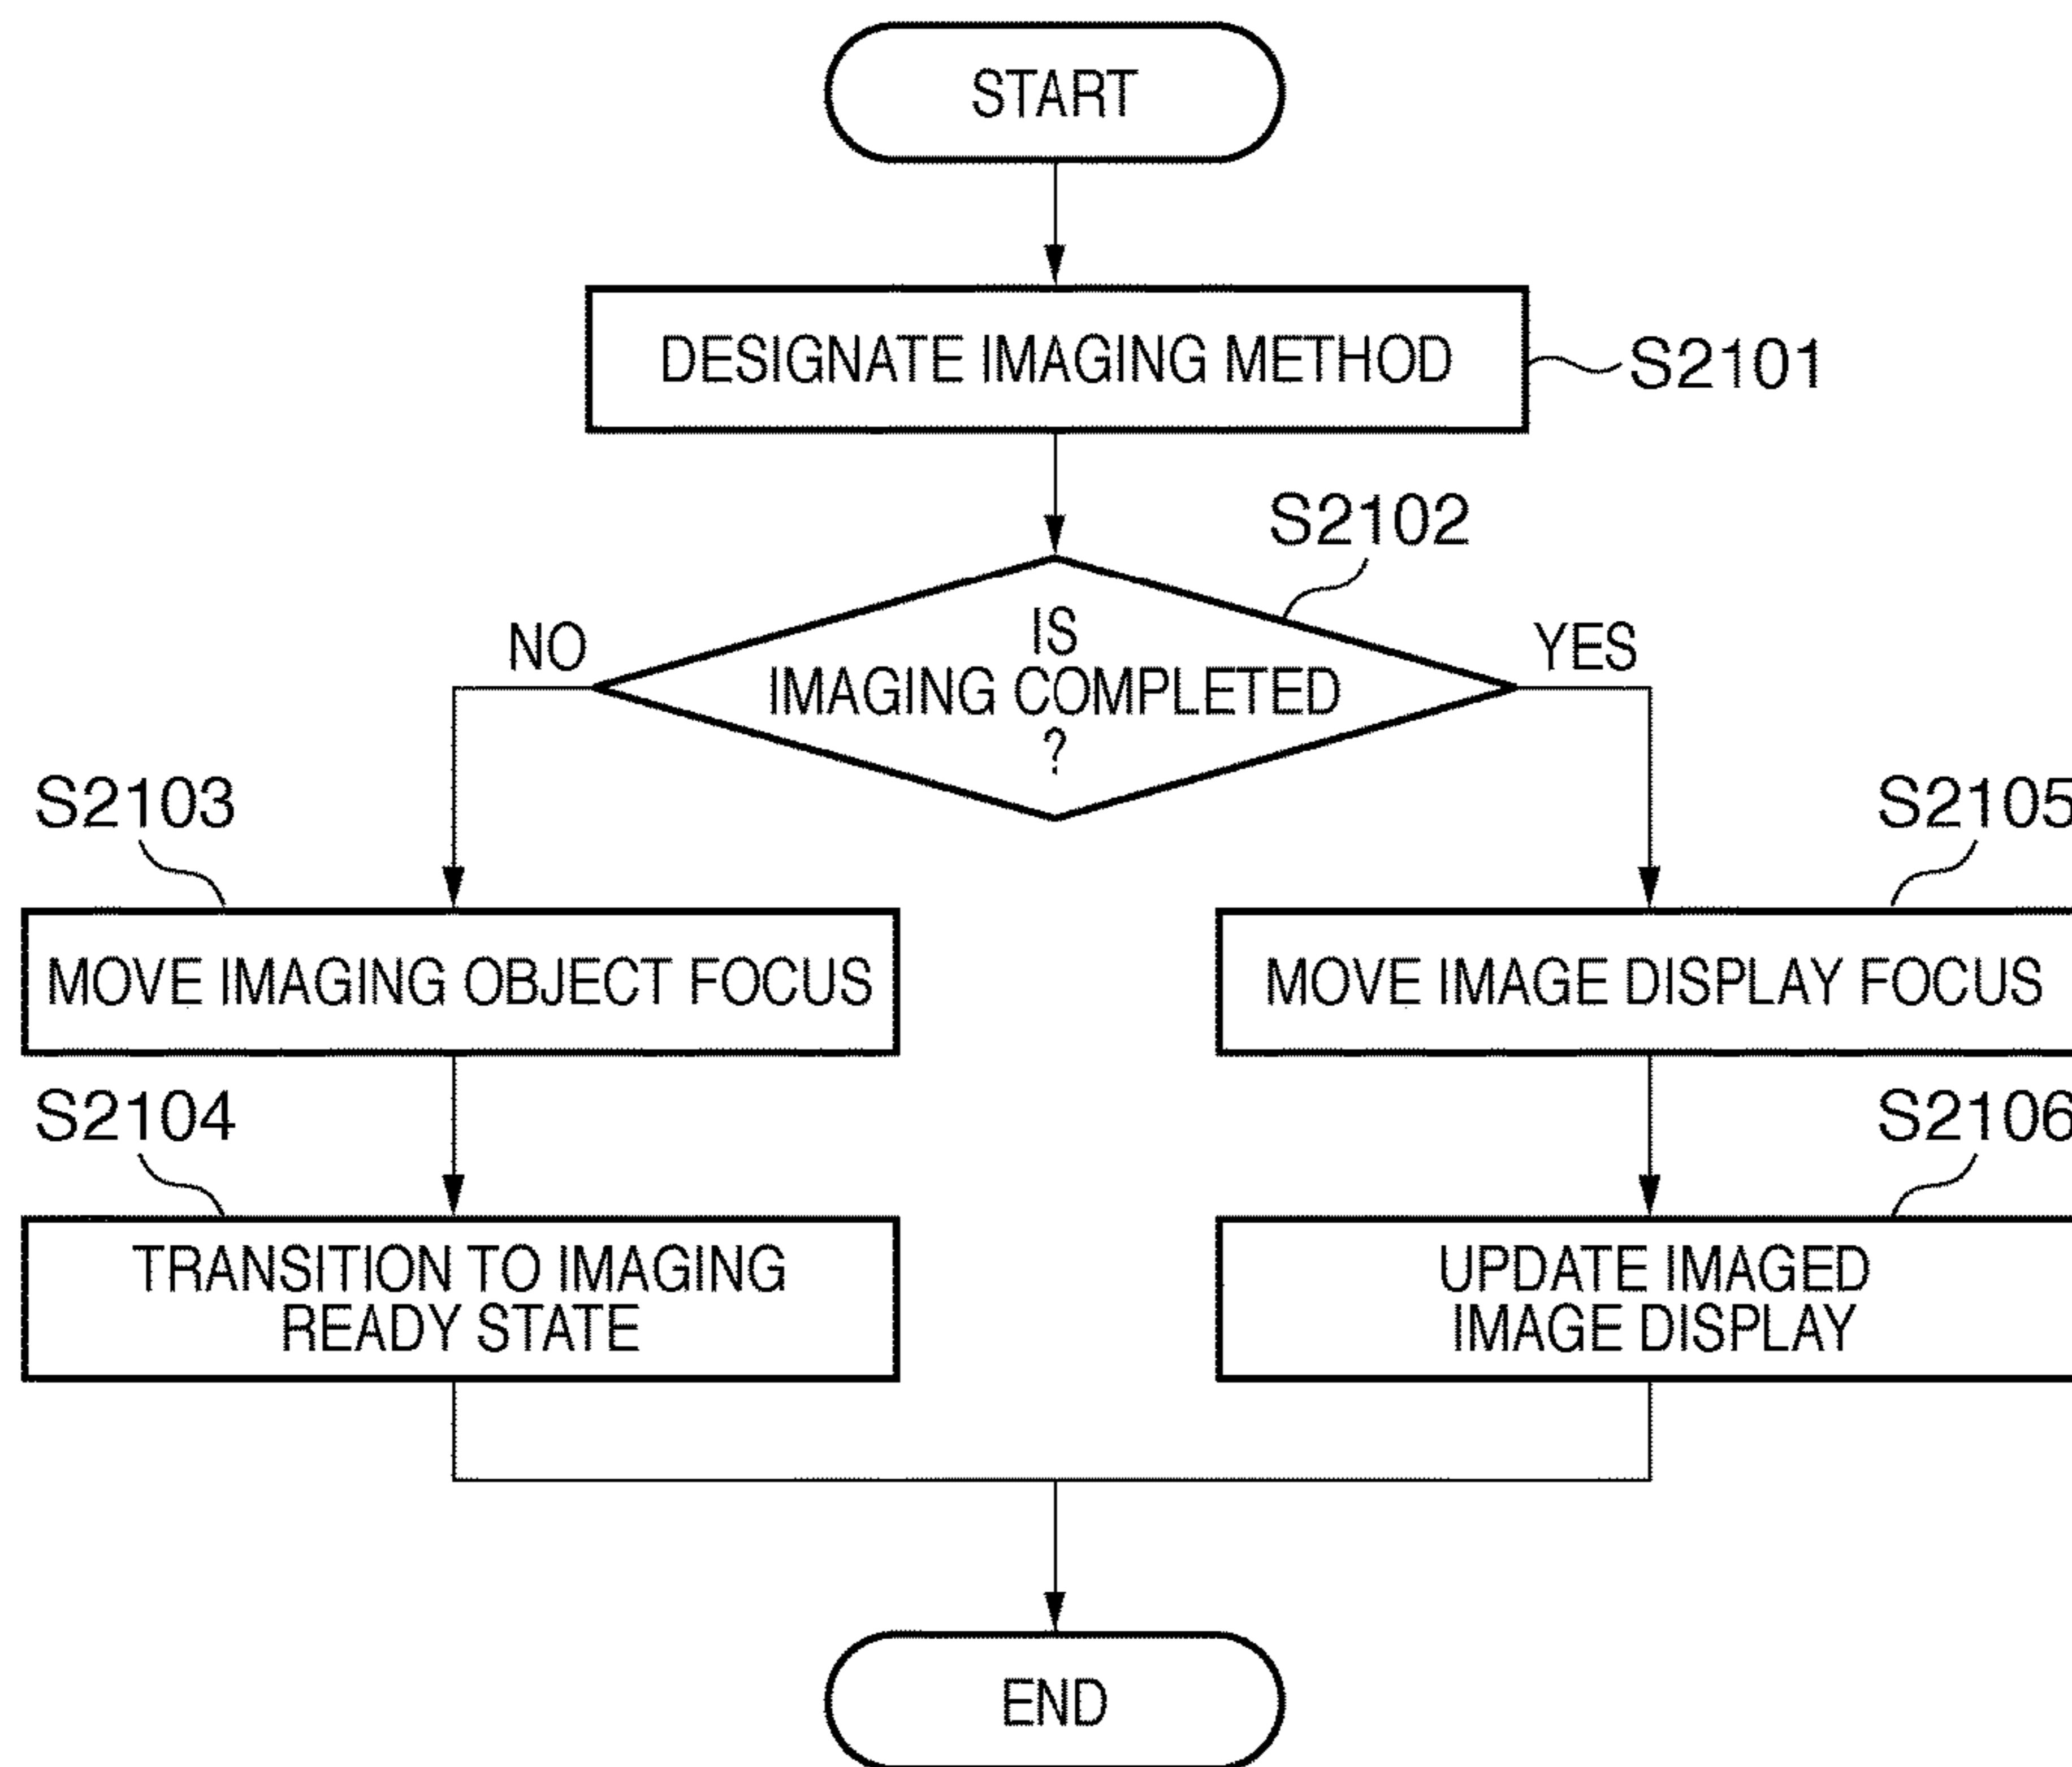 START
DESIGNATE IMAGING METHOD
S2101
S2102
IS
IMAGING COMPLETED
?
NO
YES
S2103
S2105
MOVE IMAGING OBJECT FOCUS
MOVE IMAGE DISPLAY FOCUS
S2104
S2106
TRANSITION TO IMAGING
READY STATE
UPDATE IMAGED
IMAGE DISPLAY
END